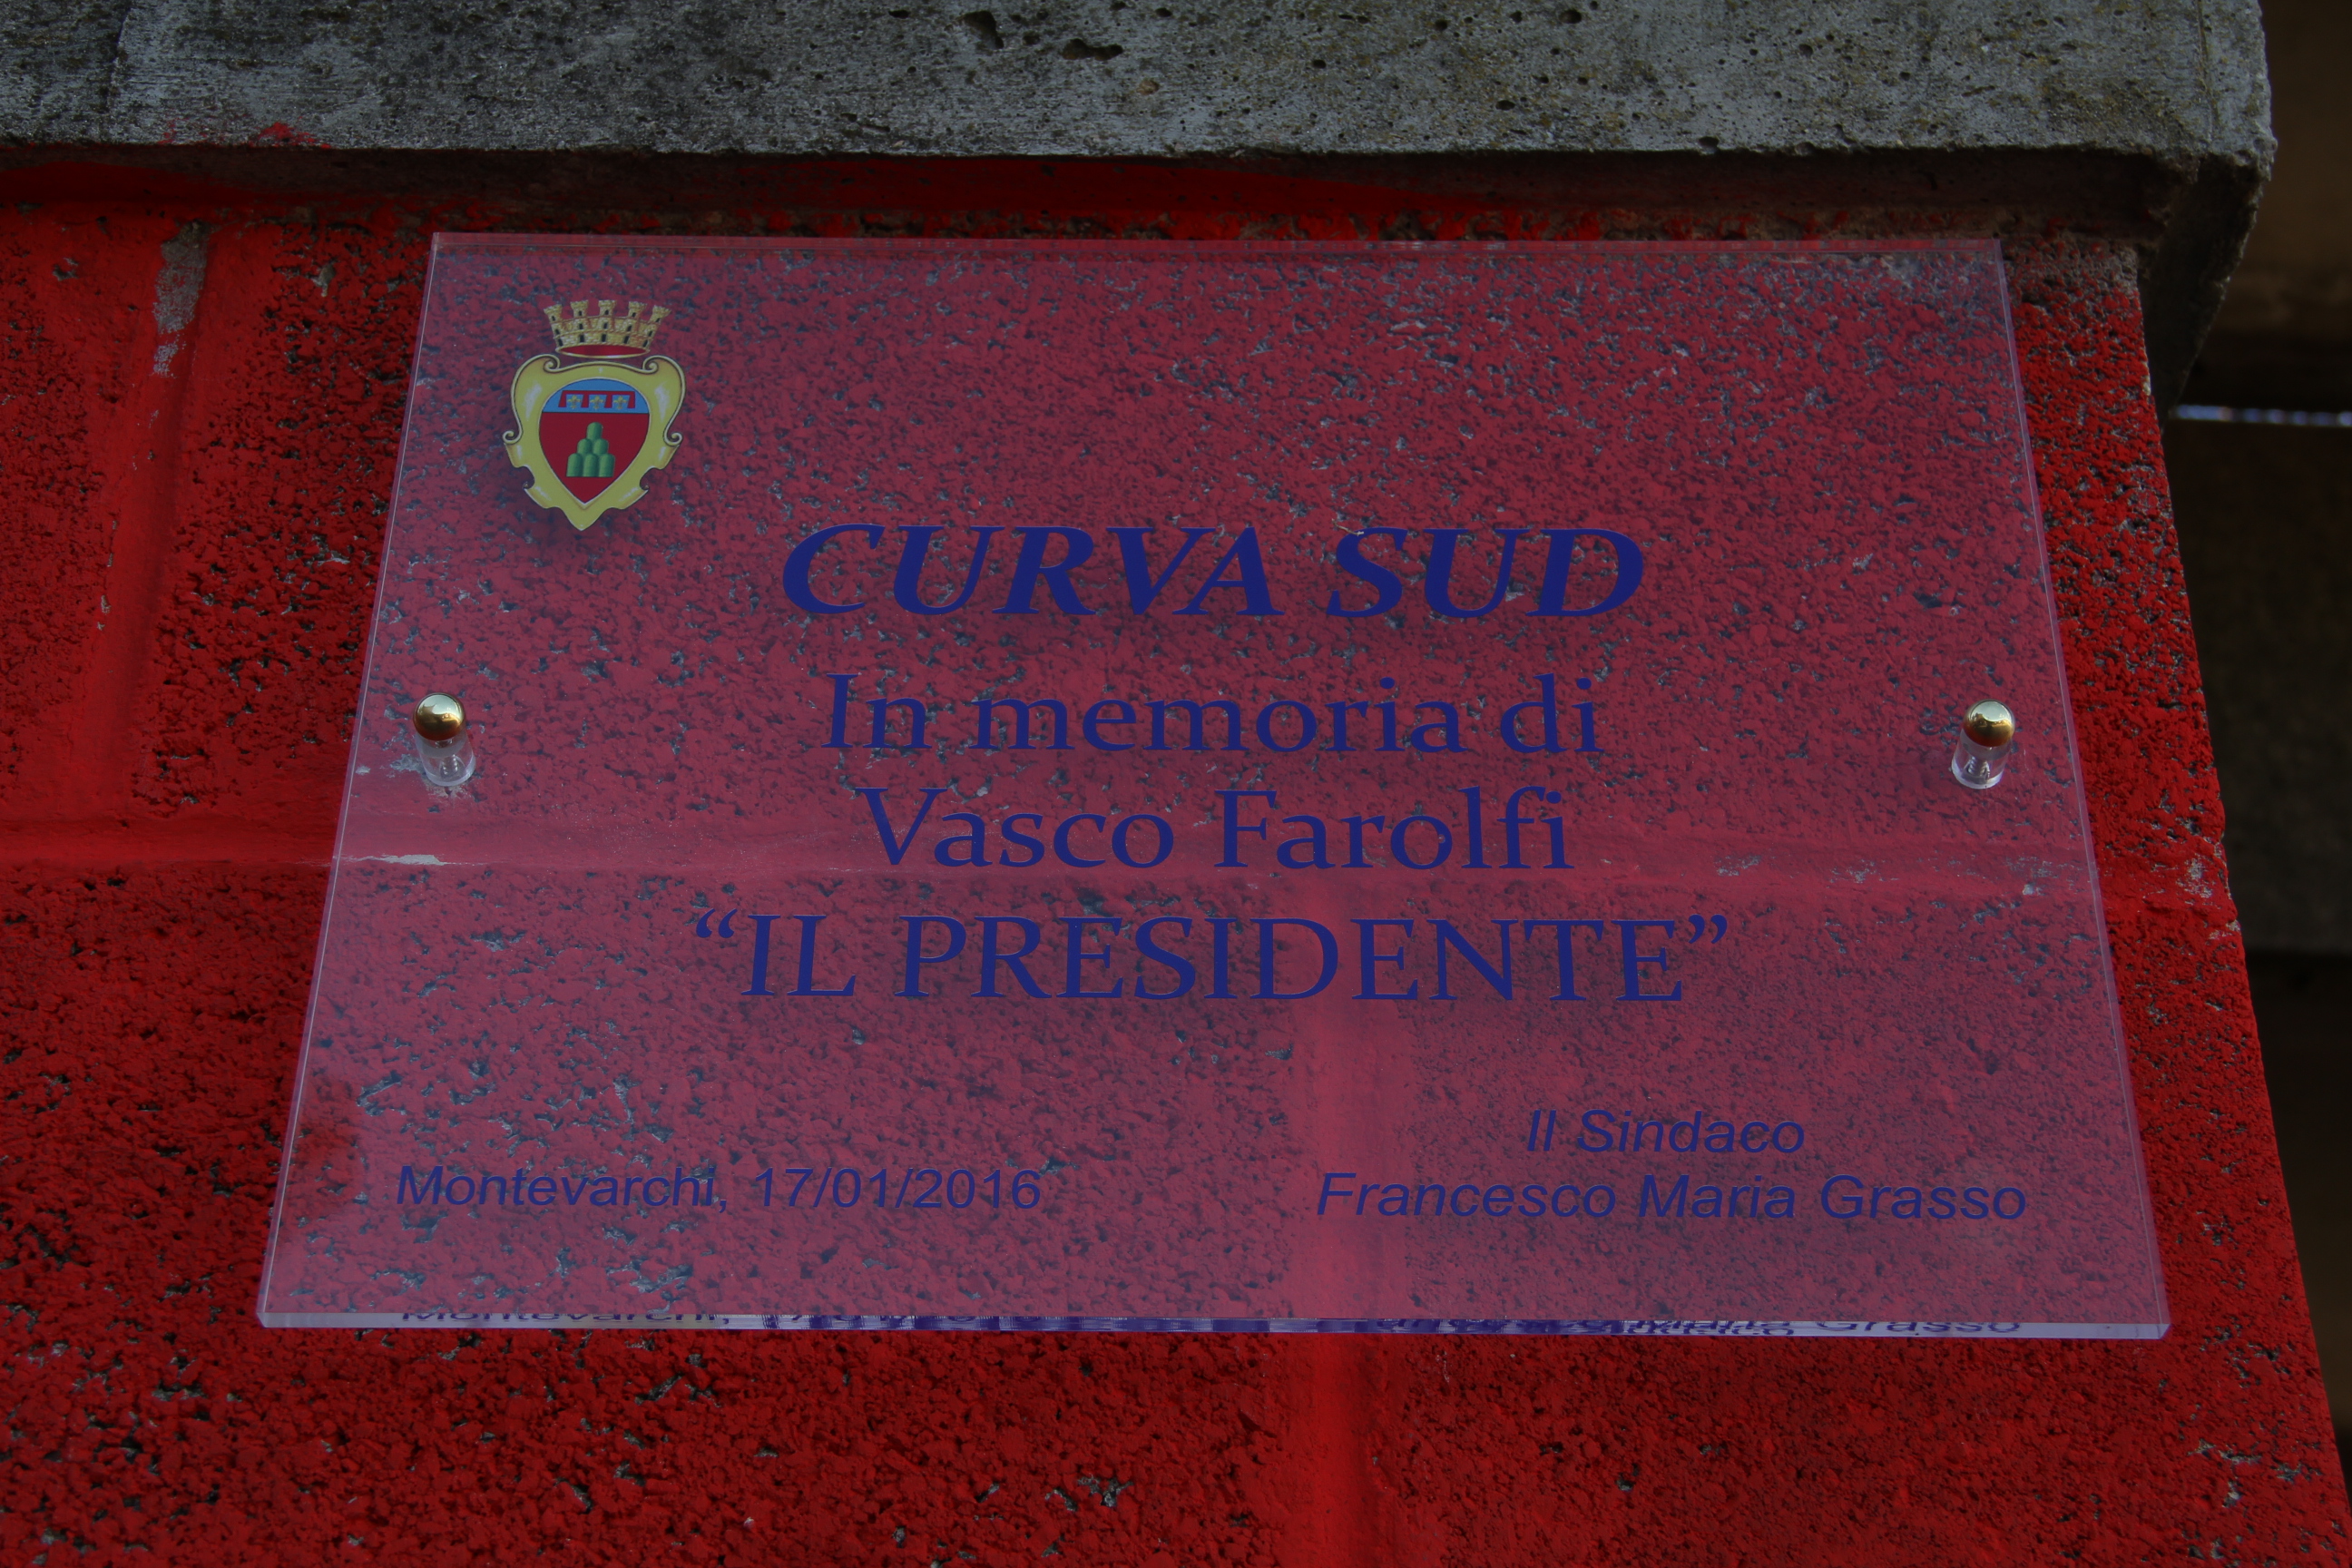 CURVA SUD
In memoria di
Vasco Farolfi
“IL PRESIDENTE”
Il Sindaco
Montevarchi, 17/01/2016
Francesco Maria Grasso